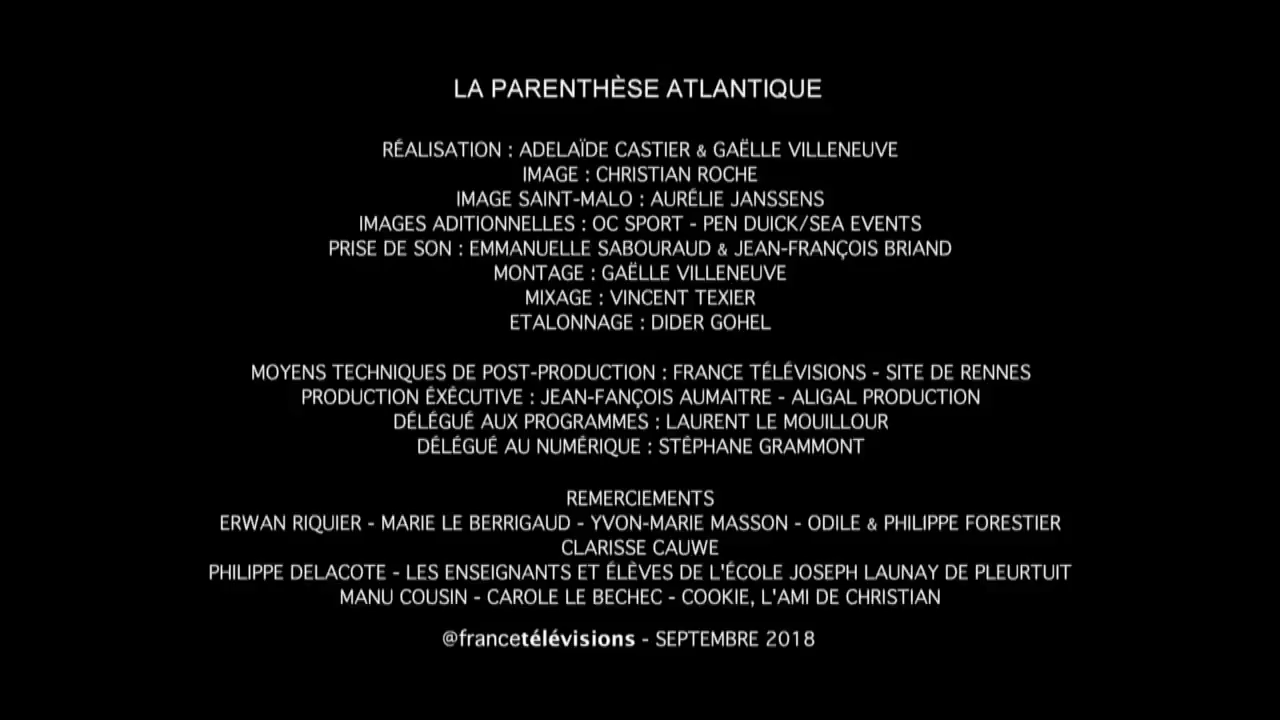 LA PARENTHÈSE ATLANTIQUE
RÉALISATION : ADELAÏDE CASTIER & GAËLLE VILLENEUVE
IMAGE : CHRISTIAN ROCHE
IMAGE SAINT-MALO : AURÉLIE JANSSENS
IMAGES ADITIONNELLES : OC SPORT - PEN DUICK/SEA EVENTS
PRISE DE SON : EMMANUELLE SABOURAUD & JEAN-FRANÇOIS BRIAND
MONTAGE : GAËLLE VILLENEUVE
MIXAGE : VINCENT TEXIER
ETALONNAGE : DIDER GOHEL
MOYENS TECHNIQUES DE POST-PRODUCTION : FRANCE TÉLÉVISIONS - SITE DE RENNES
PRODUCTION ÉXÉCUTIVE : JEAN-FANÇOIS AUMAITRE - ALIGAL PRODUCTION
DÉLÉGUÉ AUX PROGRAMMES : LAURENT LE MOUILLOUR
DÉLÉGUÉ AU NUMÉRIQUE : STÉPHANE GRAMMONT
REMERCIEMENTS
ERWAN RIQUIER - MARIE LE BERRIGAUD - YVON-MARIE MASSON - ODILE & PHILIPPE FORESTIER
CLARISSE CAUWE
PHILIPPE DELACOTE - LES ENSEIGNANTS ET ÉLÈVES DE L'ÉCOLE JOSEPH LAUNAY DE PLEURTUIT
MANU COUSIN - CAROLE LE BECHEC - COOKIE, L'AMI DE CHRISTIAN
@francetélévisions - SEPTEMBRE 2018